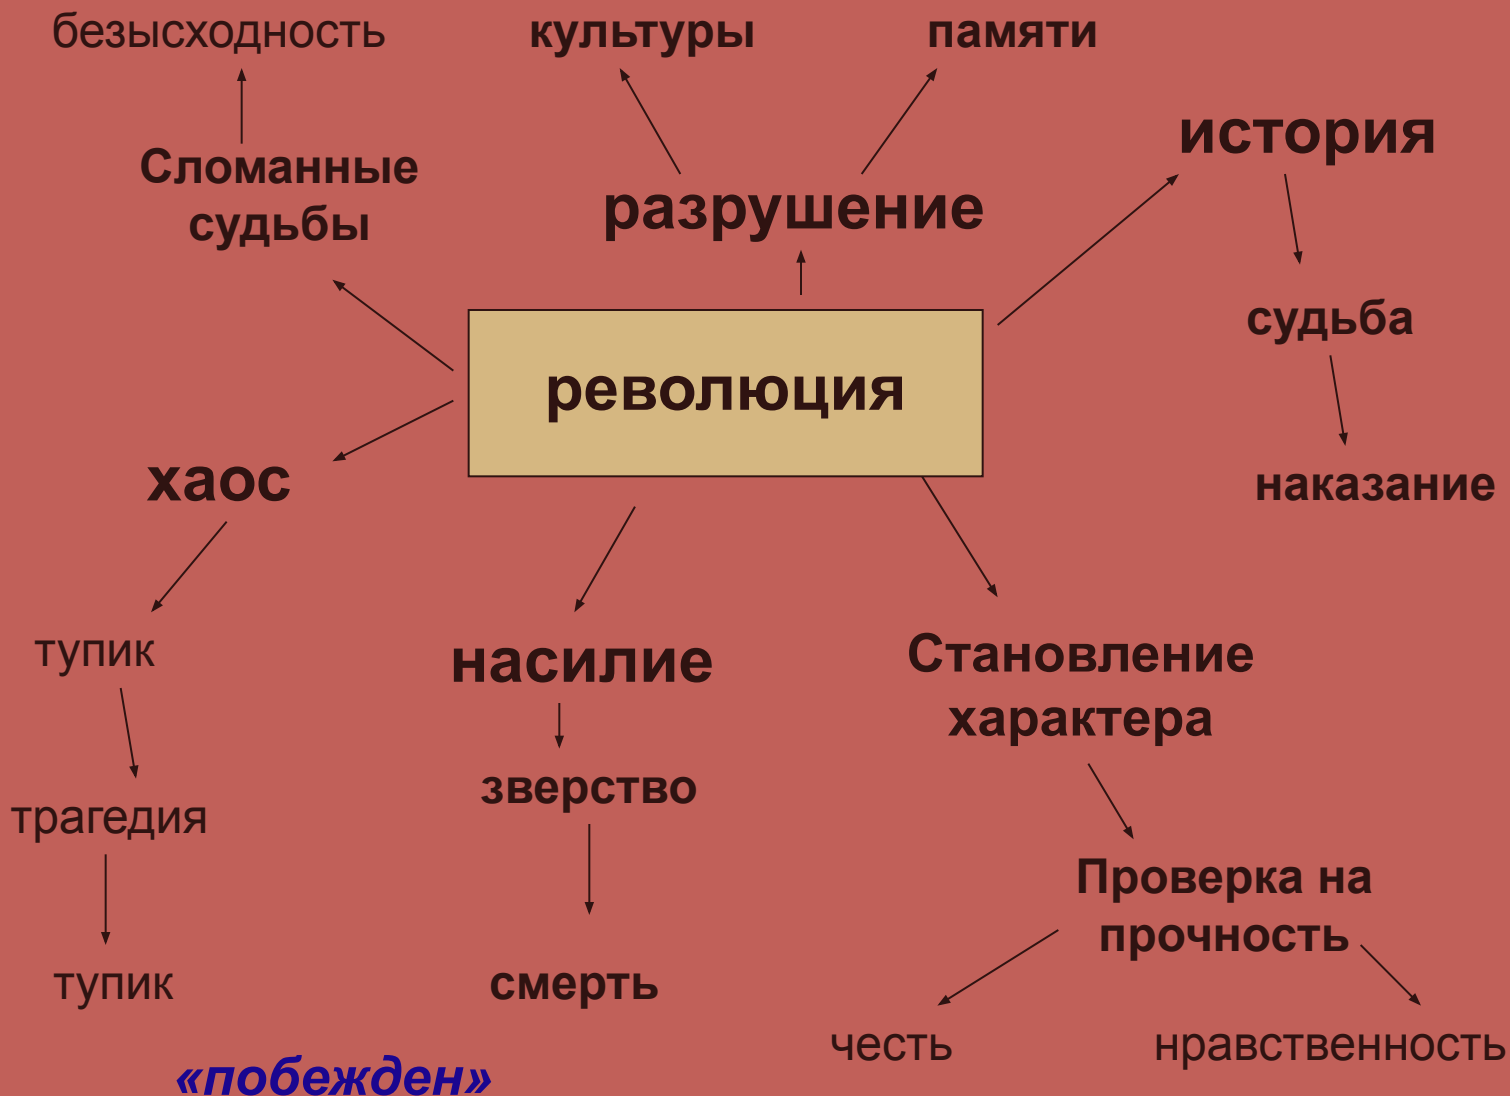 безысходность
культуры
памяти
история
Сломанные
судьбы
разрушение
судьба
революция
хаос
наказание
тупик
насилие
Становление
характера
зверство
трагедия
Проверка на
прочность
тупик
смерть
честь
нравственность
«побежден»